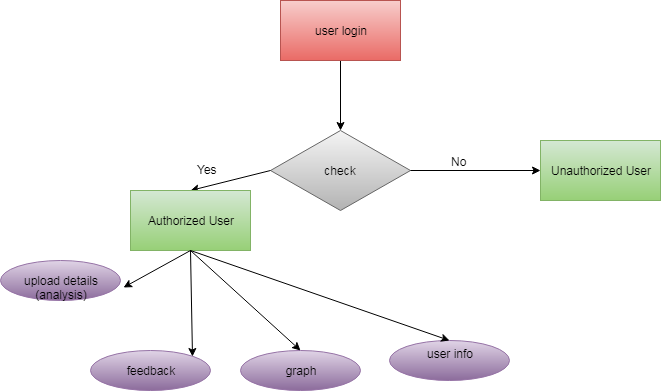 user login
Yes
check
No
Unauthorized User
Authorized User
upload details
(analysis)
feedback
graph
user info